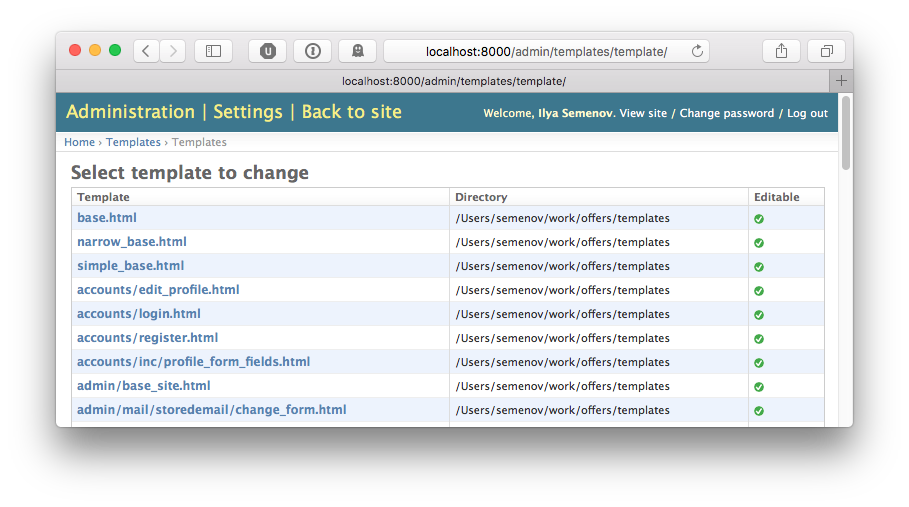 localhost:8000/admin/templates/template/
localhost:8000/admin/templates/template/
Administration | Settings | Back to site
Welcome, Ilya Semenov. View site / Change password / Log out
Home › Templates › Templates
Select template to change
Template Directory Editable
base.html /Users/semenov/work/offers/templates
narrow_base.html /Users/semenov/work/offers/templates
simple_base.html /Users/semenov/work/offers/templates
accounts/edit_profile.html /Users/semenov/work/offers/templates
accounts/login.html /Users/semenov/work/offers/templates
accounts/register.html /Users/semenov/work/offers/templates
accounts/inc/profile_form_fields.html /Users/semenov/work/offers/templates
admin/base_site.html /Users/semenov/work/offers/templates
admin/mail/storedemail/change_form.html /Users/semenov/work/offers/templates